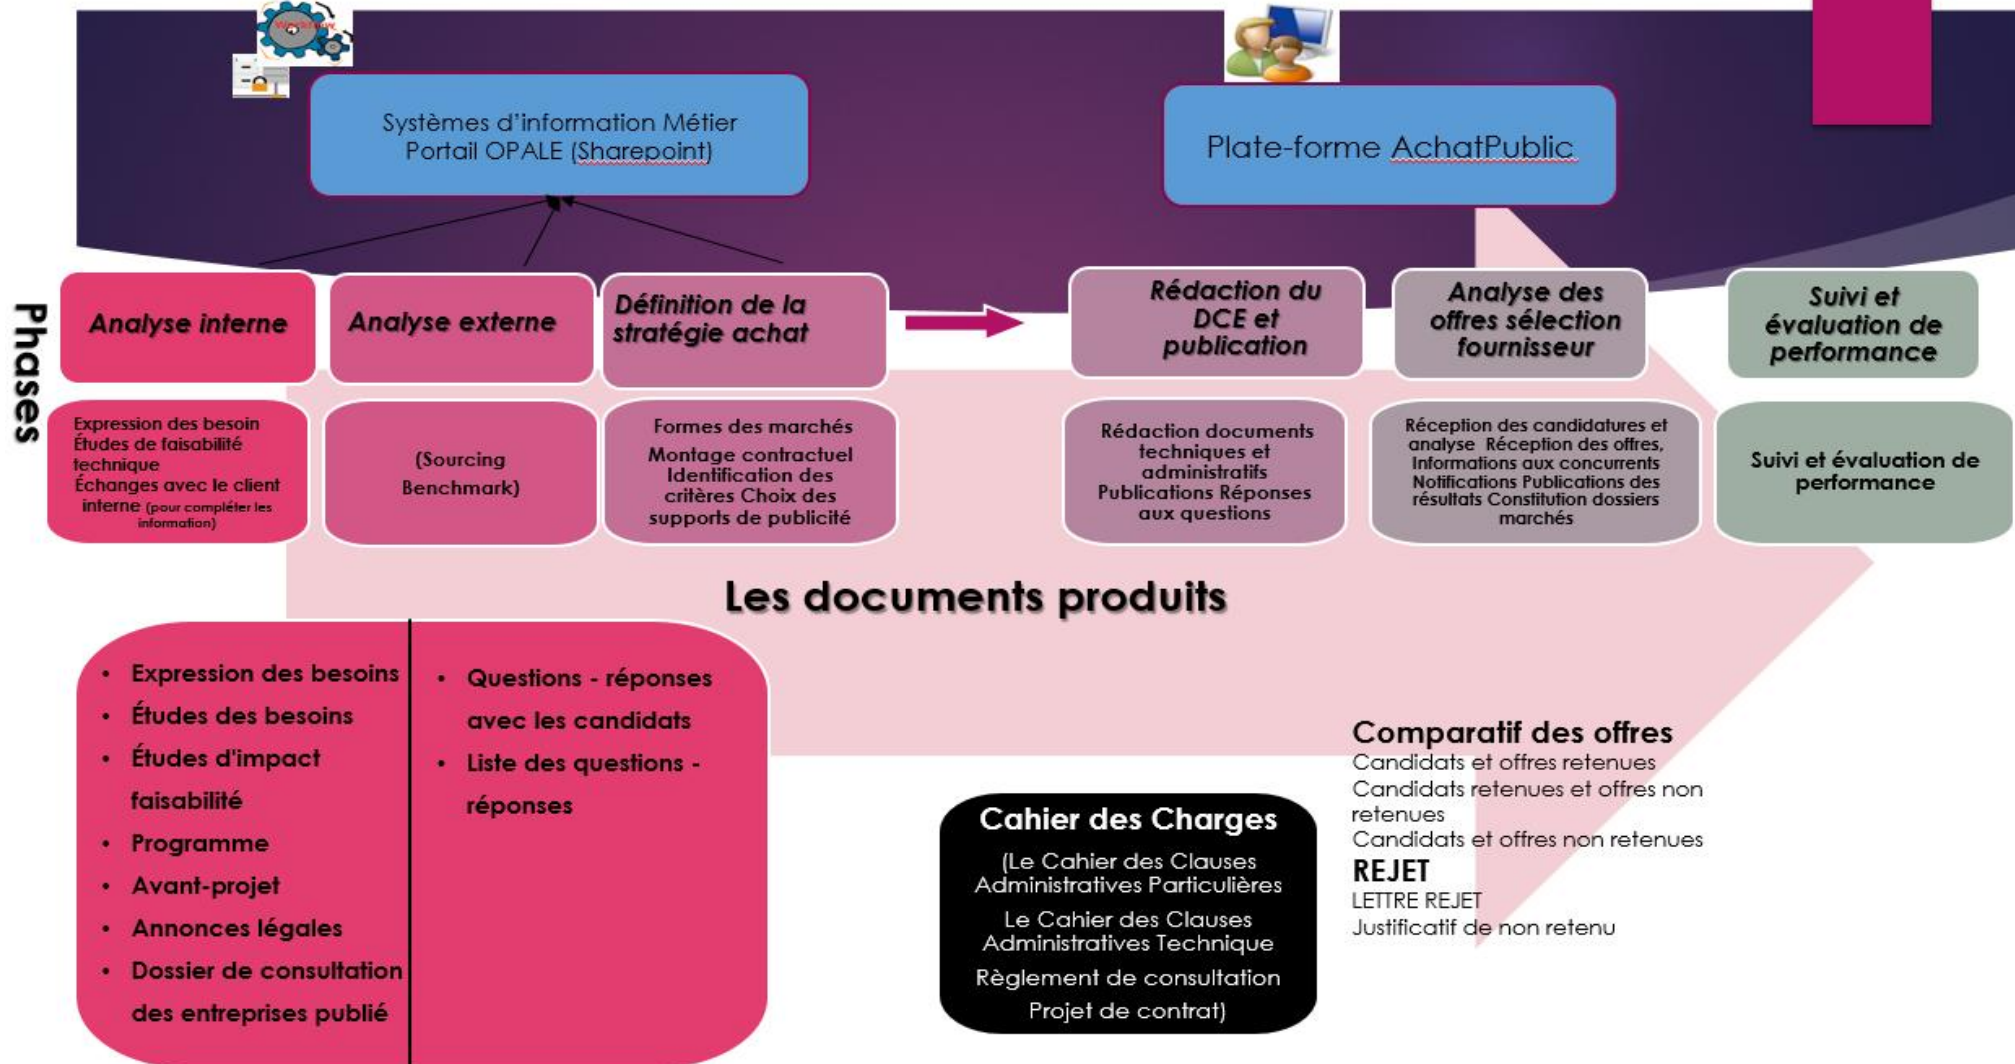 Workflow
Systèmes d'information Métier
Portail OPALE (Sharepoint)
Plate-forme AchatPublic
Phases
Analyse interne
Analyse externe
Définition de la
stratégie achat
Rédaction du
DCE et
publication
Analyse des
offres sélection
fournisseur
Suivi et
évaluation de
performance
Expression des besoin
Études de faisabilité
technique
Échanges avec le client
interne (pour compléter les
information)
(Sourcing
Benchmark)
Formes des marchés
Montage contractuel
Identification des
critères Choix des
supports de publicité
Rédaction documents
techniques et
administratifs
Publications Réponses
aux questions
Réception des candidatures et
analyse Réception des offres,
Informations aux concurrents
Notifications Publications des
résultats Constitution dossiers
marchés
Suivi et évaluation de
performance
Les documents produits
• Expression des besoins
• Études des besoins
• Études d'impact
faisabilité
• Programme
• Avant-projet
• Annonces légales
• Dossier de consultation
des entreprises publié
• Questions - réponses
avec les candidats
• Liste des questions -
réponses
Cahier des Charges
(Le Cahier des Clauses
Administratives Particulières
Le Cahier des Clauses
Administratives Technique
Règlement de consultation
Projet de contrat)
Comparatif des offres
Candidats et offres retenues
Candidats retenues et offres non
retenues
Candidats et offres non retenues
REJET
LETTRE REJET
Justificatif de non retenu